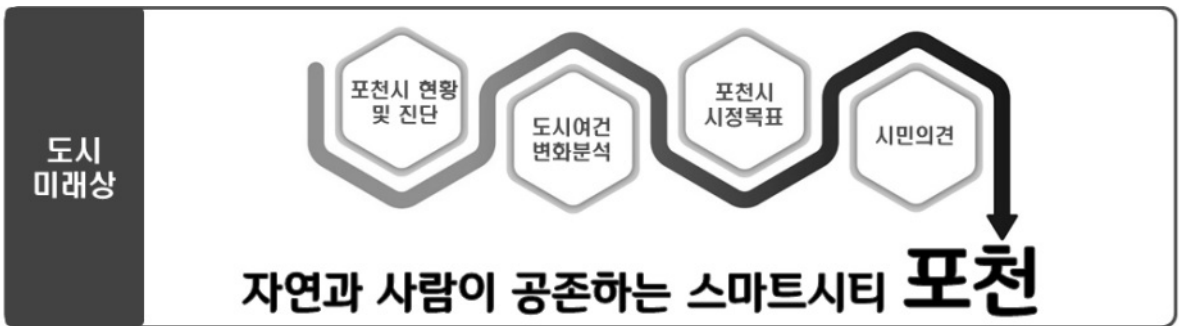 도시
미래상
포천시 현황
및 진단
도시여건
변화분석
포천시
시정목표
시민의견
자연과 사람이 공존하는 스마트시티 포천